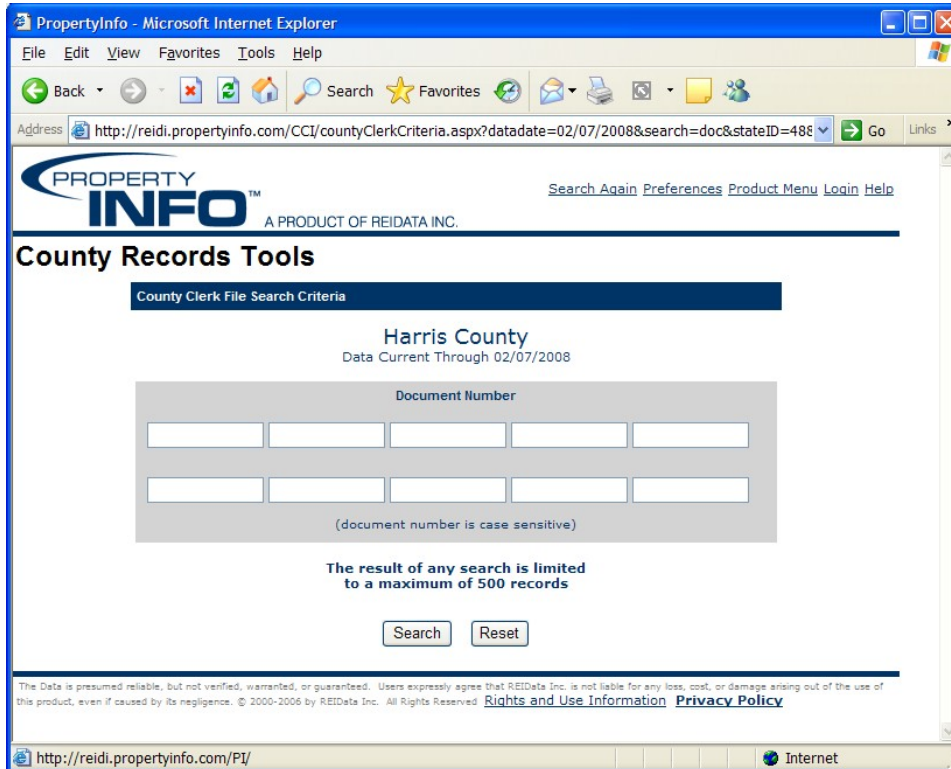 PropertyInfo - Microsoft Internet Explorer
File Edit View Favorites Tools Help
Back Search Favorites
Address http://reidi.propertyinfo.com/CCI/countyClerkCriteria.aspx?datadate=02/07/2008&search=doc&stateID=488 Go Links
PROPERTY
INFO™
A PRODUCT OF REIDATA INC.
Search Again Preferences Product Menu Login Help
County Records Tools
County Clerk File Search Criteria
Harris County
Data Current Through 02/07/2008
Document Number
(document number is case sensitive)
The result of any search is limited
to a maximum of 500 records
Search Reset
The Data is presumed reliable, but not verified, warranted, or guaranteed. Users expressly agree that REIData Inc. is not liable for any loss, cost, or damage arising out of the use of
this product, even if caused by its negligence. © 2000-2006 by REIData Inc. All Rights Reserved Rights and Use Information Privacy Policy
http://reidi.propertyinfo.com/PI/ Internet